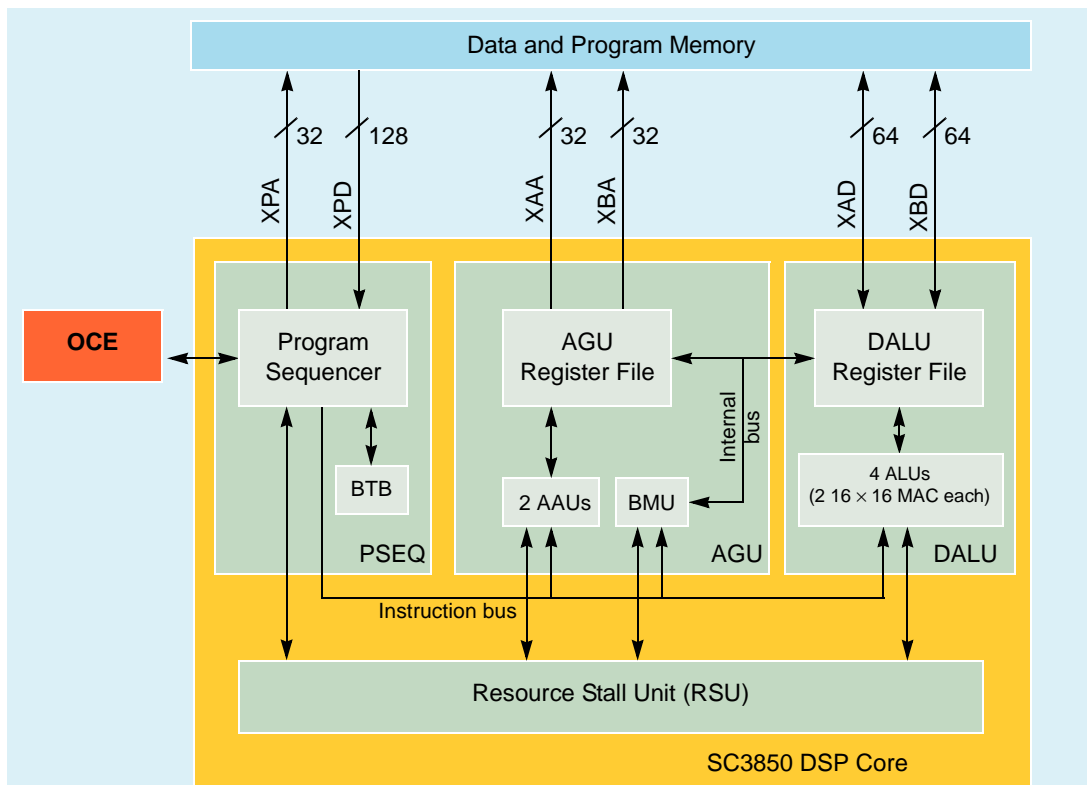 Data and Program Memory
32
128
32
32
64
64
XPA
XPD
XAA
XBA
XAD
XBD
OCE
Program
Sequencer
AGU
Register File
DALU
Register File
Internal
bus
BTB
2 AAUs
BMU
4 ALUs
(2 16 × 16 MAC each)
PSEQ
AGU
DALU
Instruction bus
Resource Stall Unit (RSU)
SC3850 DSP Core